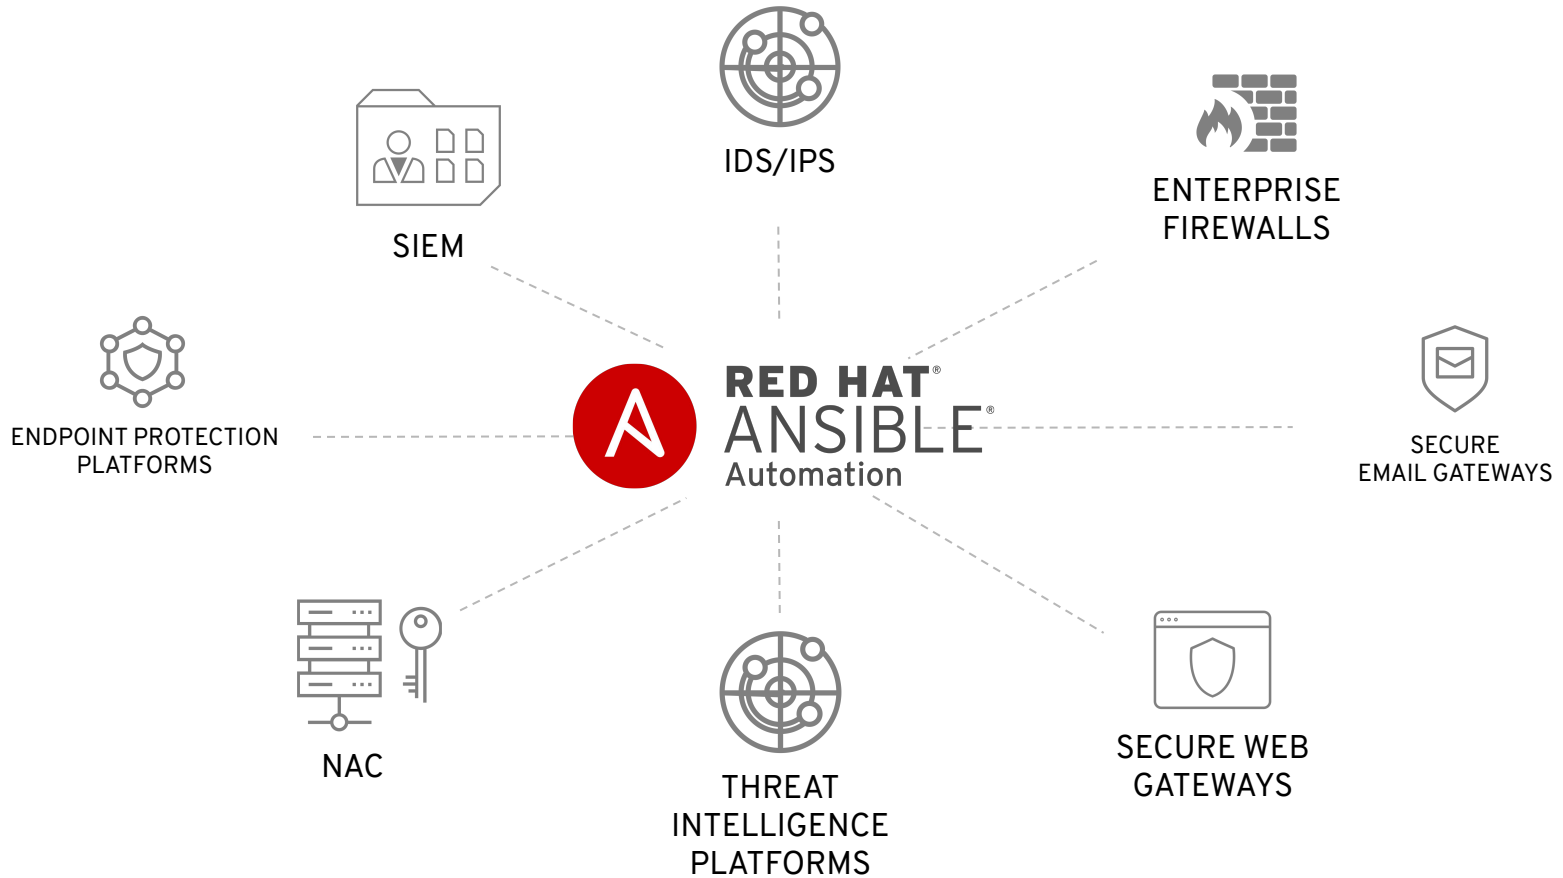 IDS/IPS
ENTERPRISE
FIREWALLS
SIEM
RED HAT®
ANSIBLE®
Automation
ENDPOINT PROTECTION
PLATFORMS
SECURE
EMAIL GATEWAYS
NAC
THREAT
INTELLIGENCE
PLATFORMS
SECURE WEB
GATEWAYS